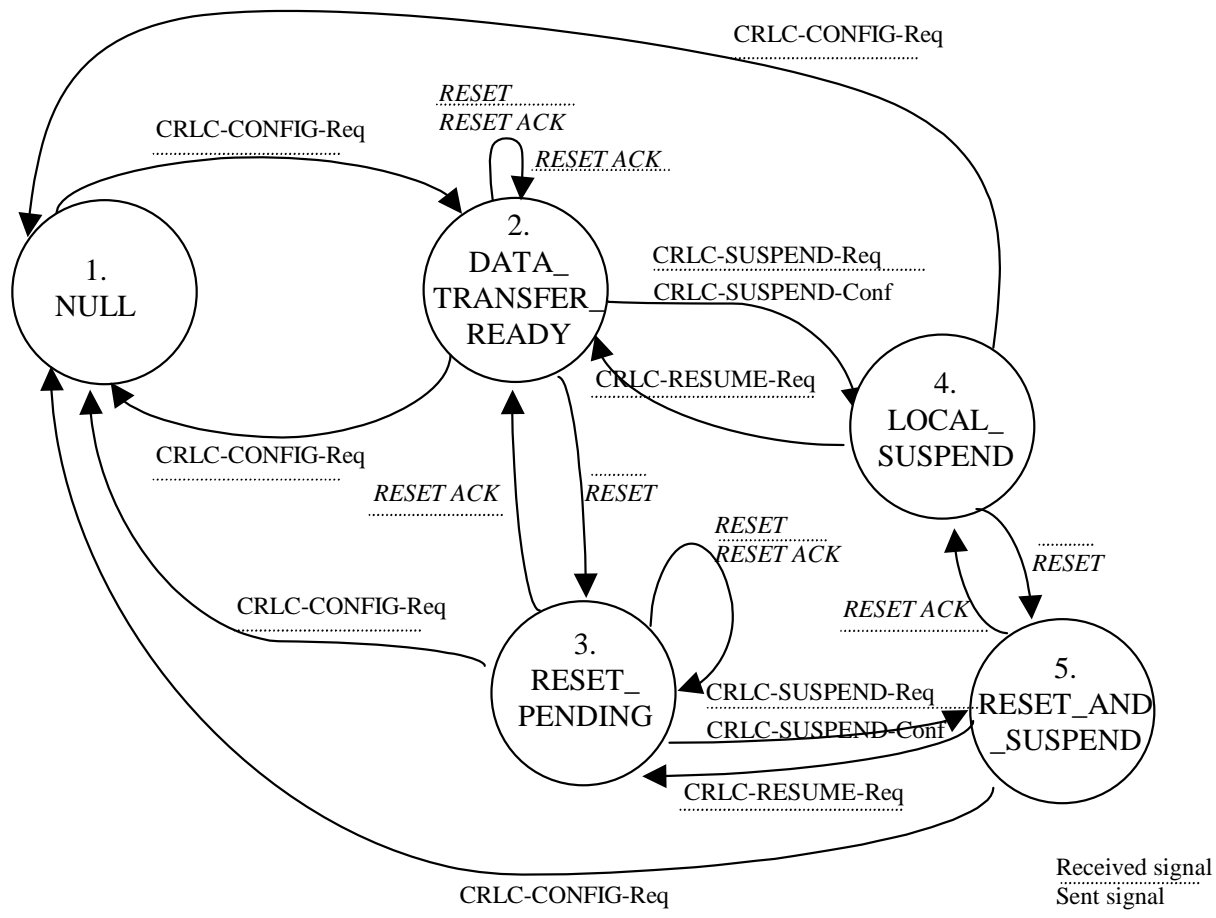 CRLC-CONFIG-Req
RESET
RESET ACK
CRLC-CONFIG-Req
RESET ACK
1.
NULL
2.
DATA_
TRANSFER_
READY
CRLC-SUSPEND-Req
CRLC-SUSPEND-Conf
CRLC-RESUME-Req
4.
LOCAL_
SUSPEND
CRLC-CONFIG-Req
RESET ACK
RESET
RESET
RESET ACK
RESET
CRLC-CONFIG-Req
RESET ACK
3.
RESET_
PENDING
CRLC-SUSPEND-Req
CRLC-SUSPEND-Conf
CRLC-RESUME-Req
5.
RESET_AND
_SUSPEND
CRLC-CONFIG-Req
Received signal
Sent signal